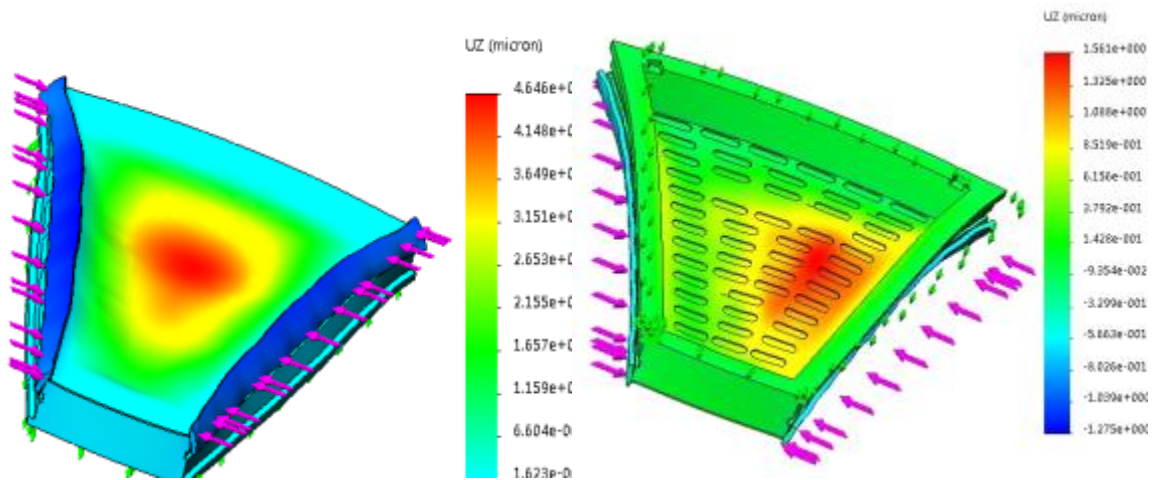 UZ (micron)
4.646e+0
4.148e+0
3.649e+0
3.151e+0
2.653e+0
2.155e+0
1.657e+0
1.159e+0
6.604e-0
1.623e-0
UZ (micron)
1.561e+000
1.325e+000
1.088e+000
8.519e-001
6.156e-001
3.792e-001
1.428e-001
-9.354e-002
-3.299e-001
-5.663e-001
-8.026e-001
-1.039e+000
-1.275e+000